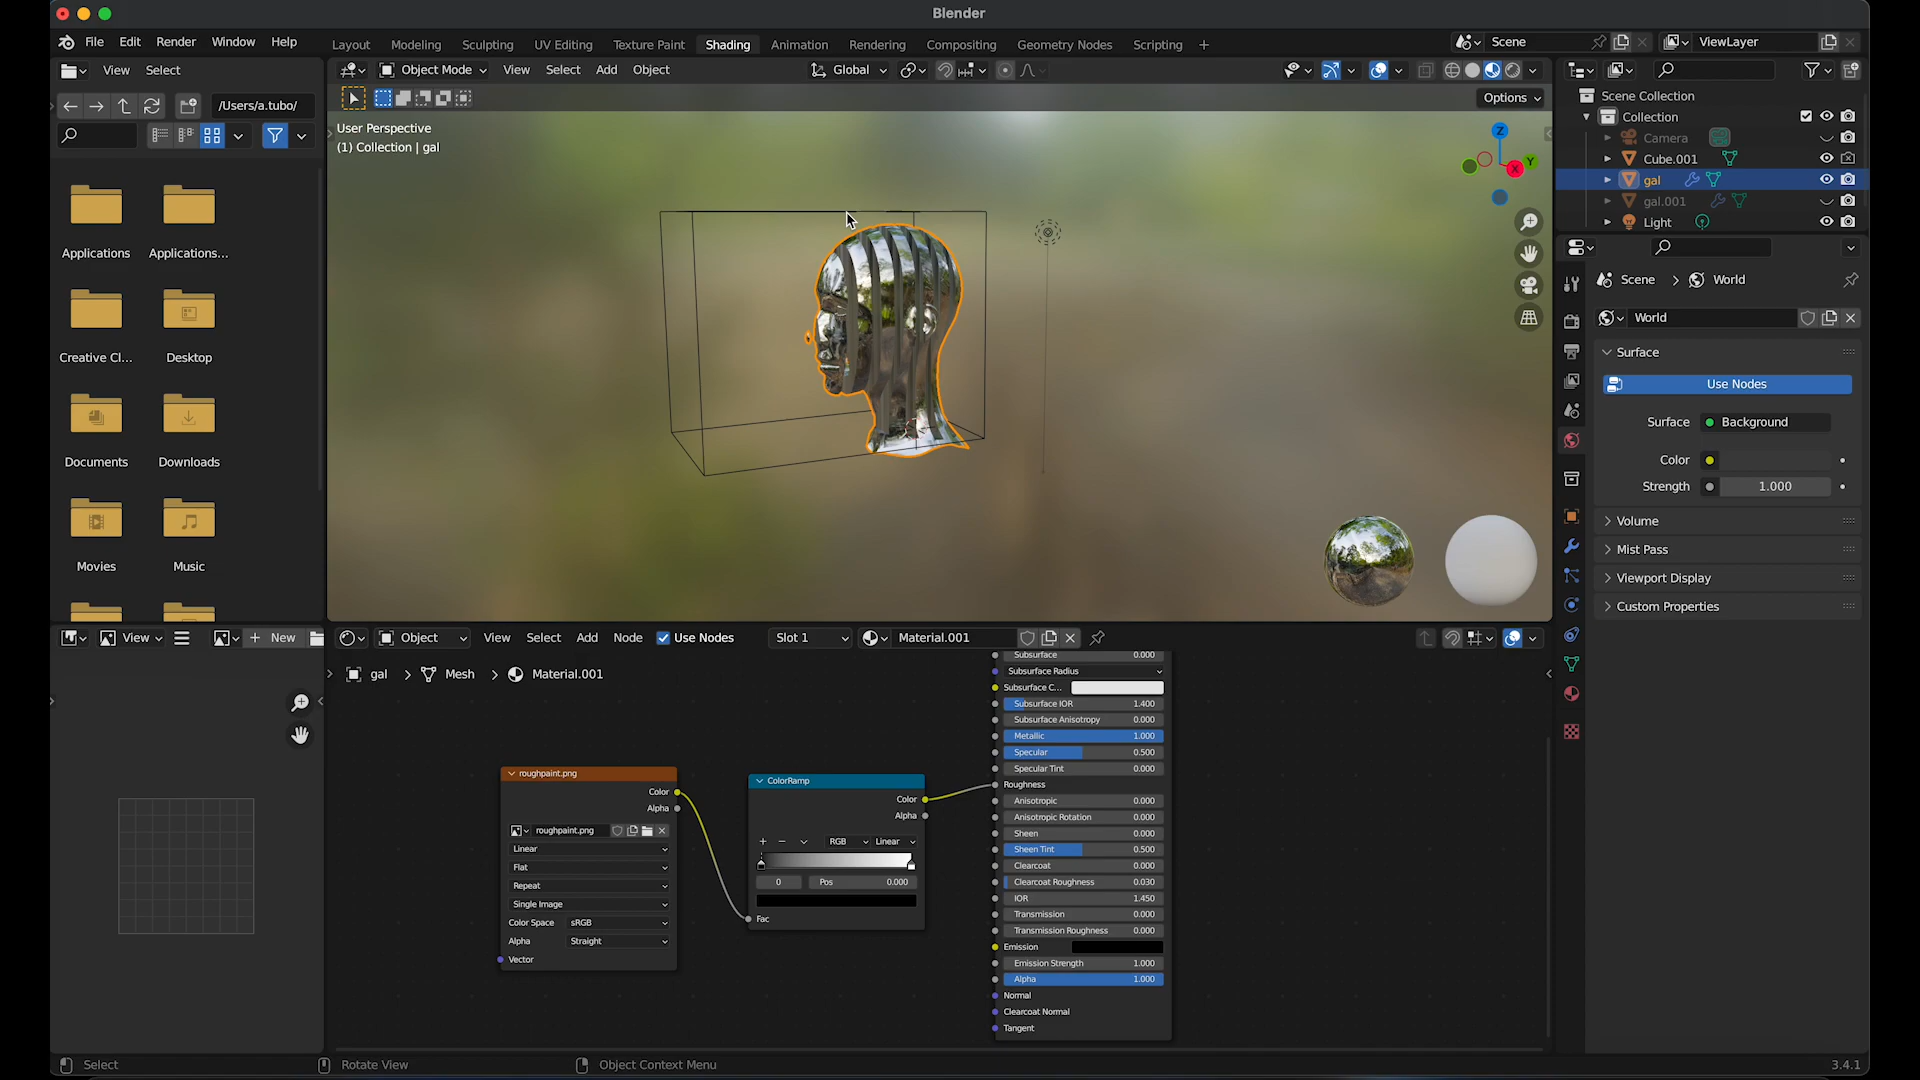 Blender
File Edit Render Window Help
Layout Modeling Sculpting UV Editing Texture Paint Shading Animation Rendering Compositing Geometry Nodes Scripting +
Scene
ViewLayer
View Select
Object Mode View Select Add Object
Global
/Users/a.tubo/
Options
User Perspective
(1) Collection | gal
Z
Y
X
Scene Collection
Collection
Camera
Cube.001
gal
gal.001
Light
Applications
Applications...
Creative Cl...
Desktop
Documents
Downloads
Movies
Music
Scene > World
World
Surface
Use Nodes
Surface Background
Color
Strength 1.000
Volume
Mist Pass
Viewport Display
Custom Properties
View
+ New
Object View Select Add Node Use Nodes Slot 1 Material.001
gal > Mesh > Material.001
roughpaint.png
Color
Alpha
roughpaint.png
Linear
Flat
Repeat
Single Image
Color Space sRGB
Alpha Straight
Vector
ColorRamp
Color
Alpha
RGB Linear
0 Pos 0.000
Fac
Subsurface 0.000
Subsurface Radius
Subsurface C...
Subsurface IOR 1.400
Subsurface Anisotropy 0.000
Metallic 1.000
Specular 0.500
Specular Tint 0.000
Roughness
Anisotropic 0.000
Anisotropic Rotation 0.000
Sheen 0.000
Sheen Tint 0.500
Clearcoat 0.000
Clearcoat Roughness 0.030
IOR 1.450
Transmission 0.000
Transmission Roughness 0.000
Emission
Emission Strength 1.000
Alpha 1.000
Normal
Clearcoat Normal
Tangent
Select
Rotate View
Object Context Menu
3.4.1